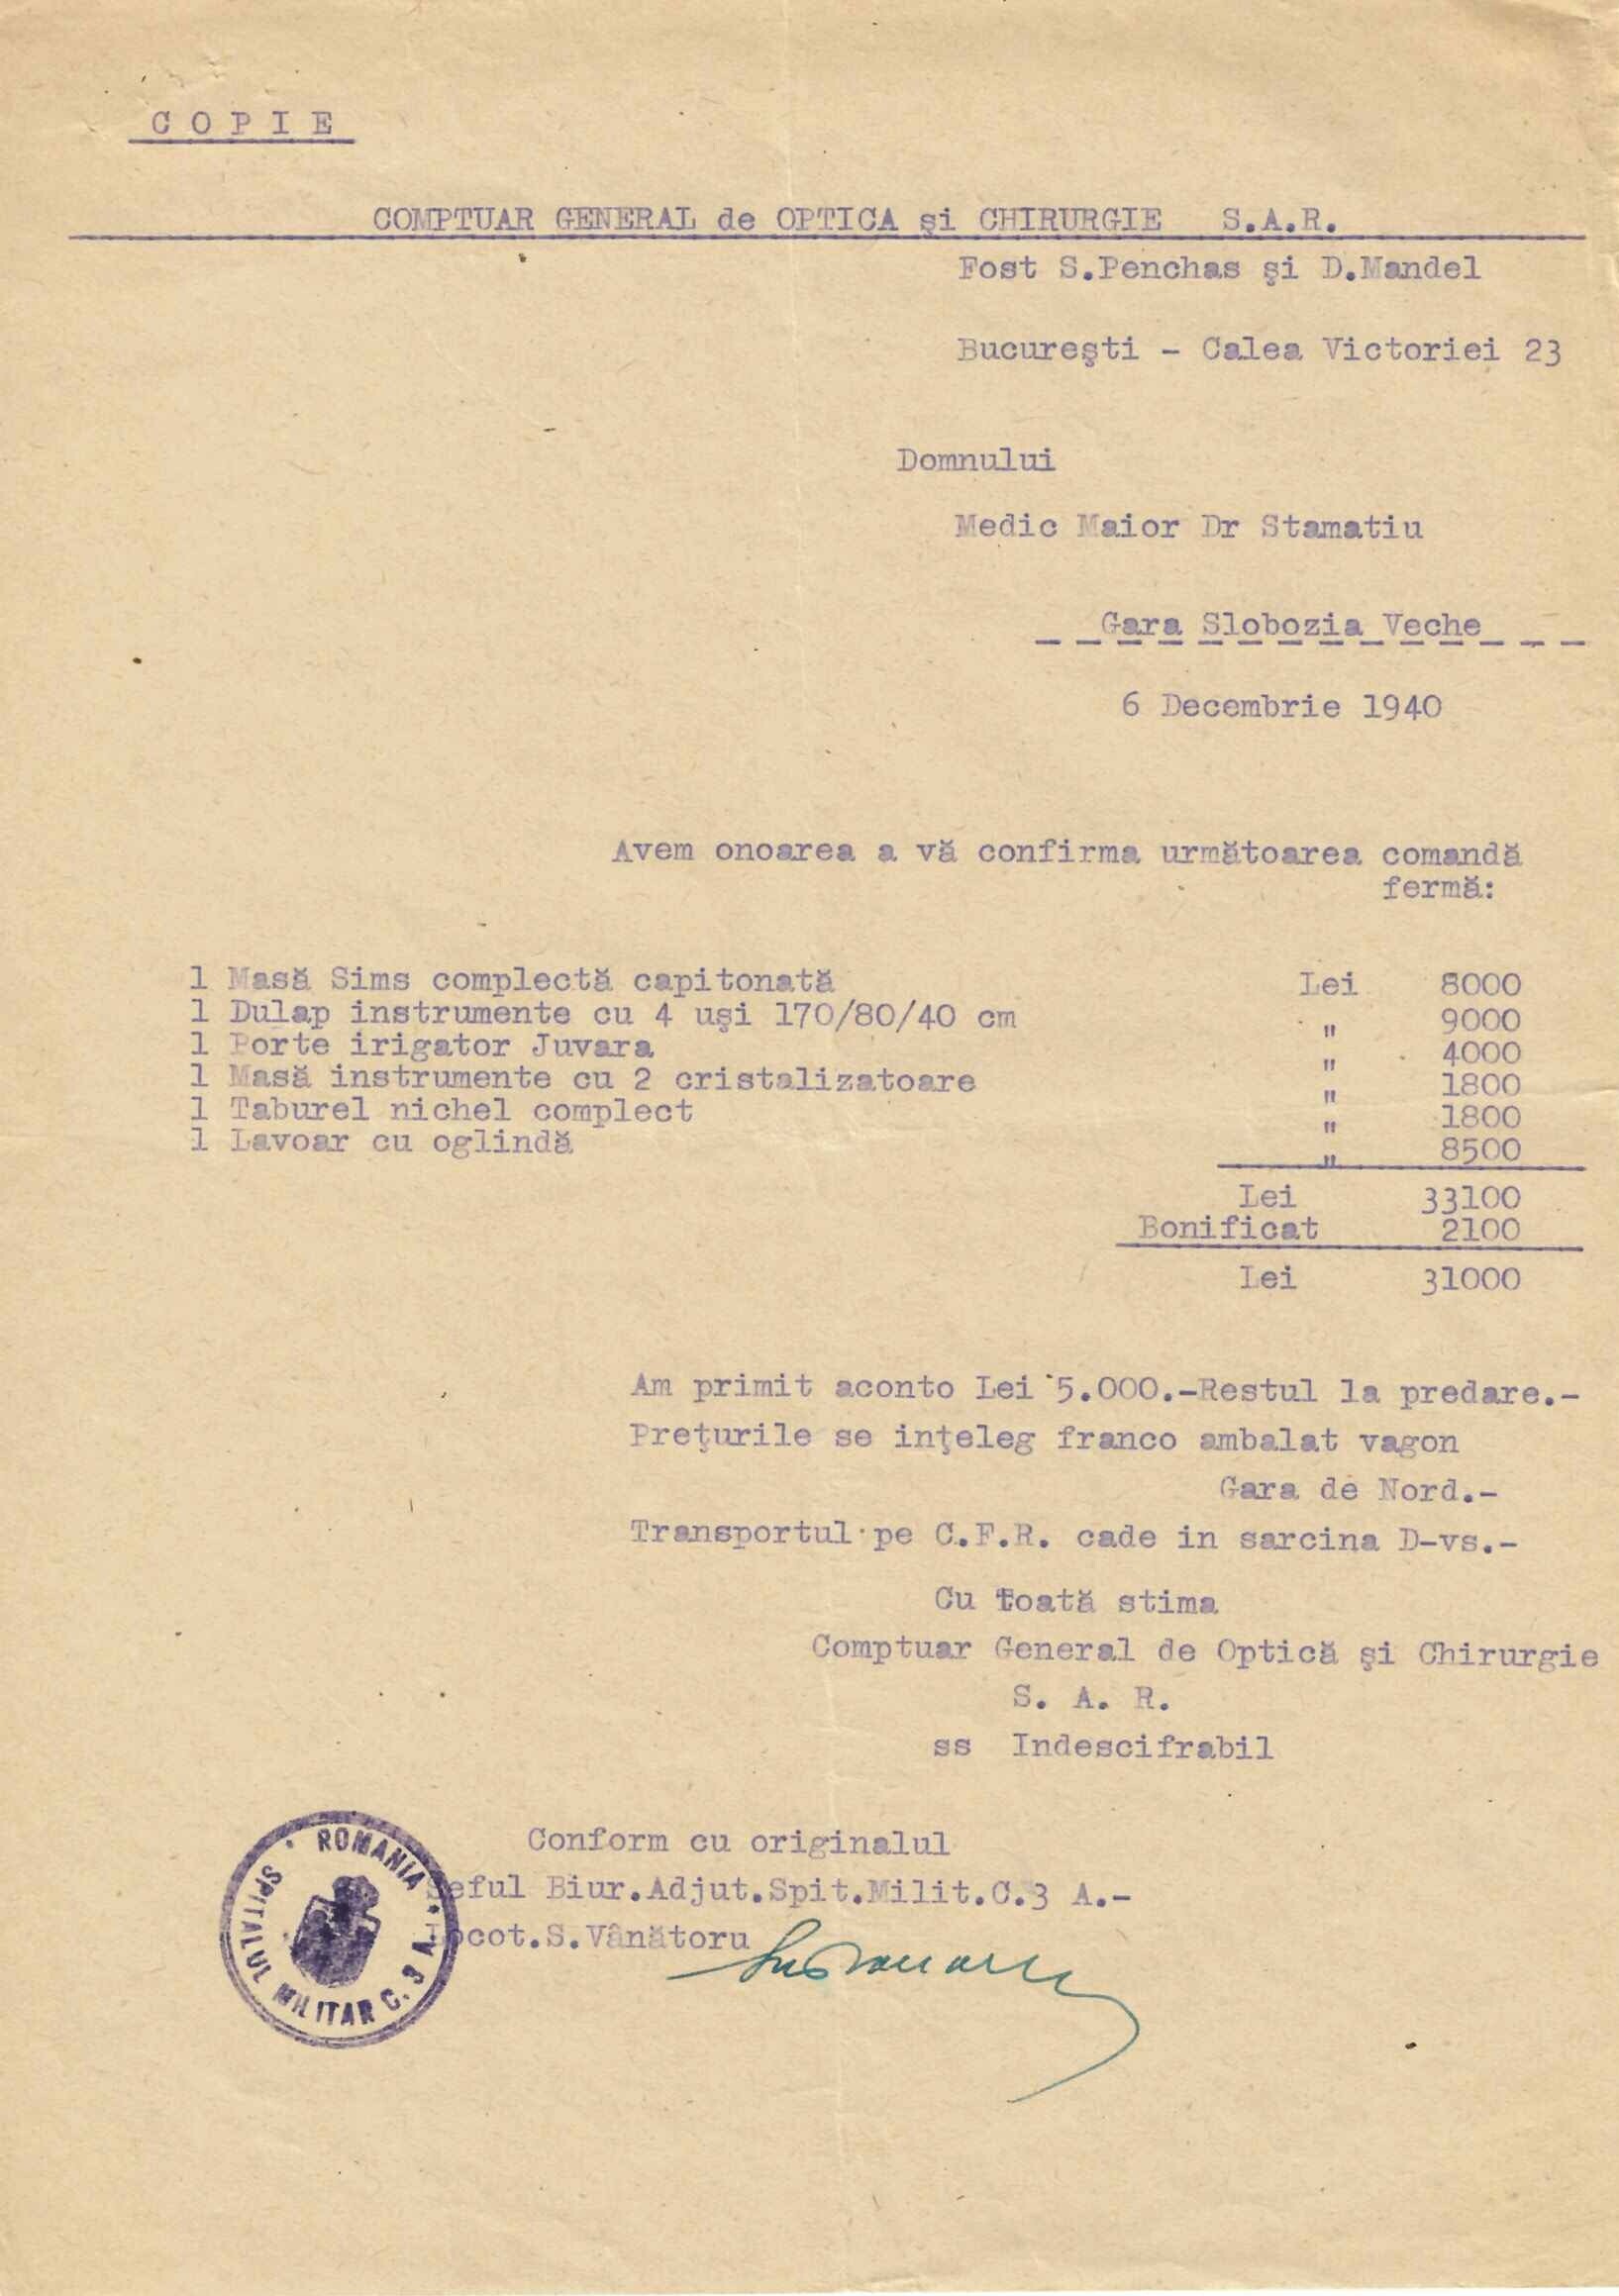 COPIE
COMPTUAR GENERAL de OPTICA şi CHIRURGIE S.A.R.
Fost S.Penchas şi D.Mandel
Bucureşti - Calea Victoriei 23
Domnului
Medic Maior Dr Stamatiu
Gara Slobozia Veche
6 Decembrie 1940
Avem onoarea a vă confirma următoarea comandă
fermă:
1 Masă Sims complectă capitonată Lei 8000
1 Dulap instrumente cu 4 uşi 170/80/40 cm " 9000
1 Porte irigator Juvara " 4000
1 Masă instrumente cu 2 cristalizatoare " 1800
1 Taburel nichel complect " 1800
1 Lavoar cu oglindă " 8500
Lei 33100
Bonificat 2100
Lei 31000
Am primit aconto Lei 5.000.-Restul la predare.-
Preţurile se inţeleg franco ambalat vagon
Gara de Nord.-
Transportul pe C.F.R. cade in sarcina D-vs.-
Cu toată stima
Comptuar General de Optică şi Chirurgie
S. A. R.
ss Indescifrabil
Conform cu originalul
Şeful Biur.Adjut.Spit.Milit.C.3 A.-
Locot.S.Vânătoru
ROMANIA
SPITALUL MILITAR C. 3 A.